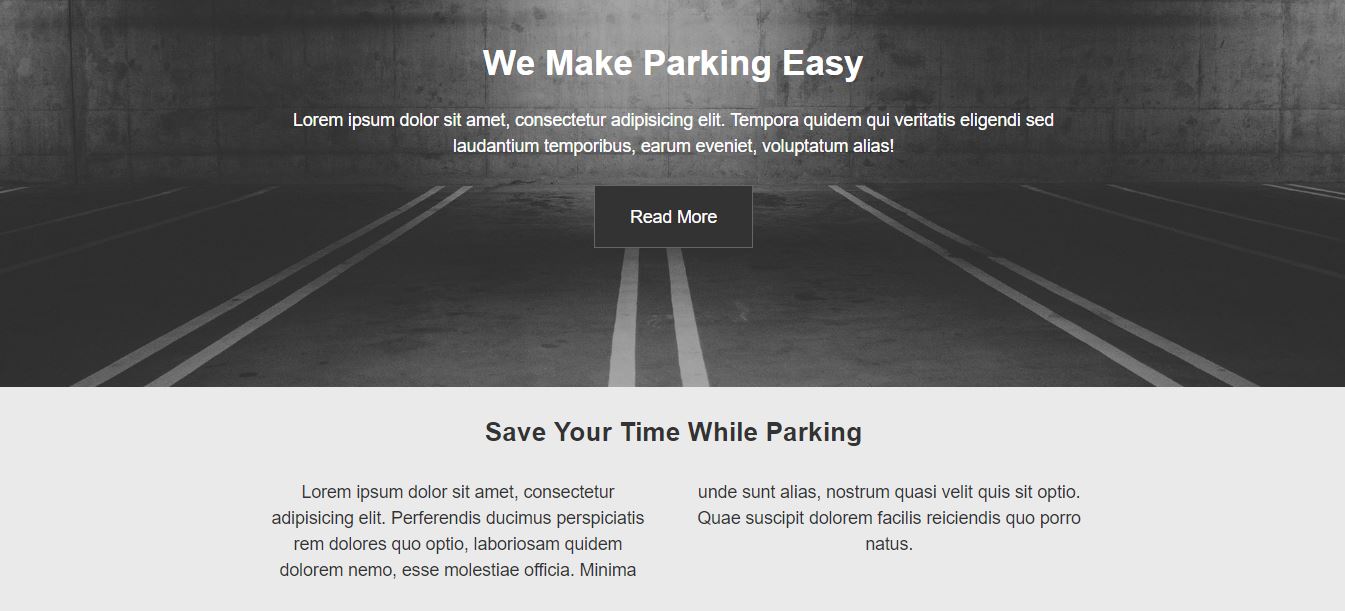 We Make Parking Easy
Lorem ipsum dolor sit amet, consectetur adipisicing elit. Tempora quidem qui veritatis eligendi sed
laudantium temporibus, earum eveniet, voluptatum alias!
Read More
Save Your Time While Parking
Lorem ipsum dolor sit amet, consectetur
adipisicing elit. Perferendis ducimus perspiciatis
rem dolores quo optio, laboriosam quidem
dolorem nemo, esse molestiae officia. Minima
unde sunt alias, nostrum quasi velit quis sit optio.
Quae suscipit dolorem facilis reiciendis quo porro
natus.